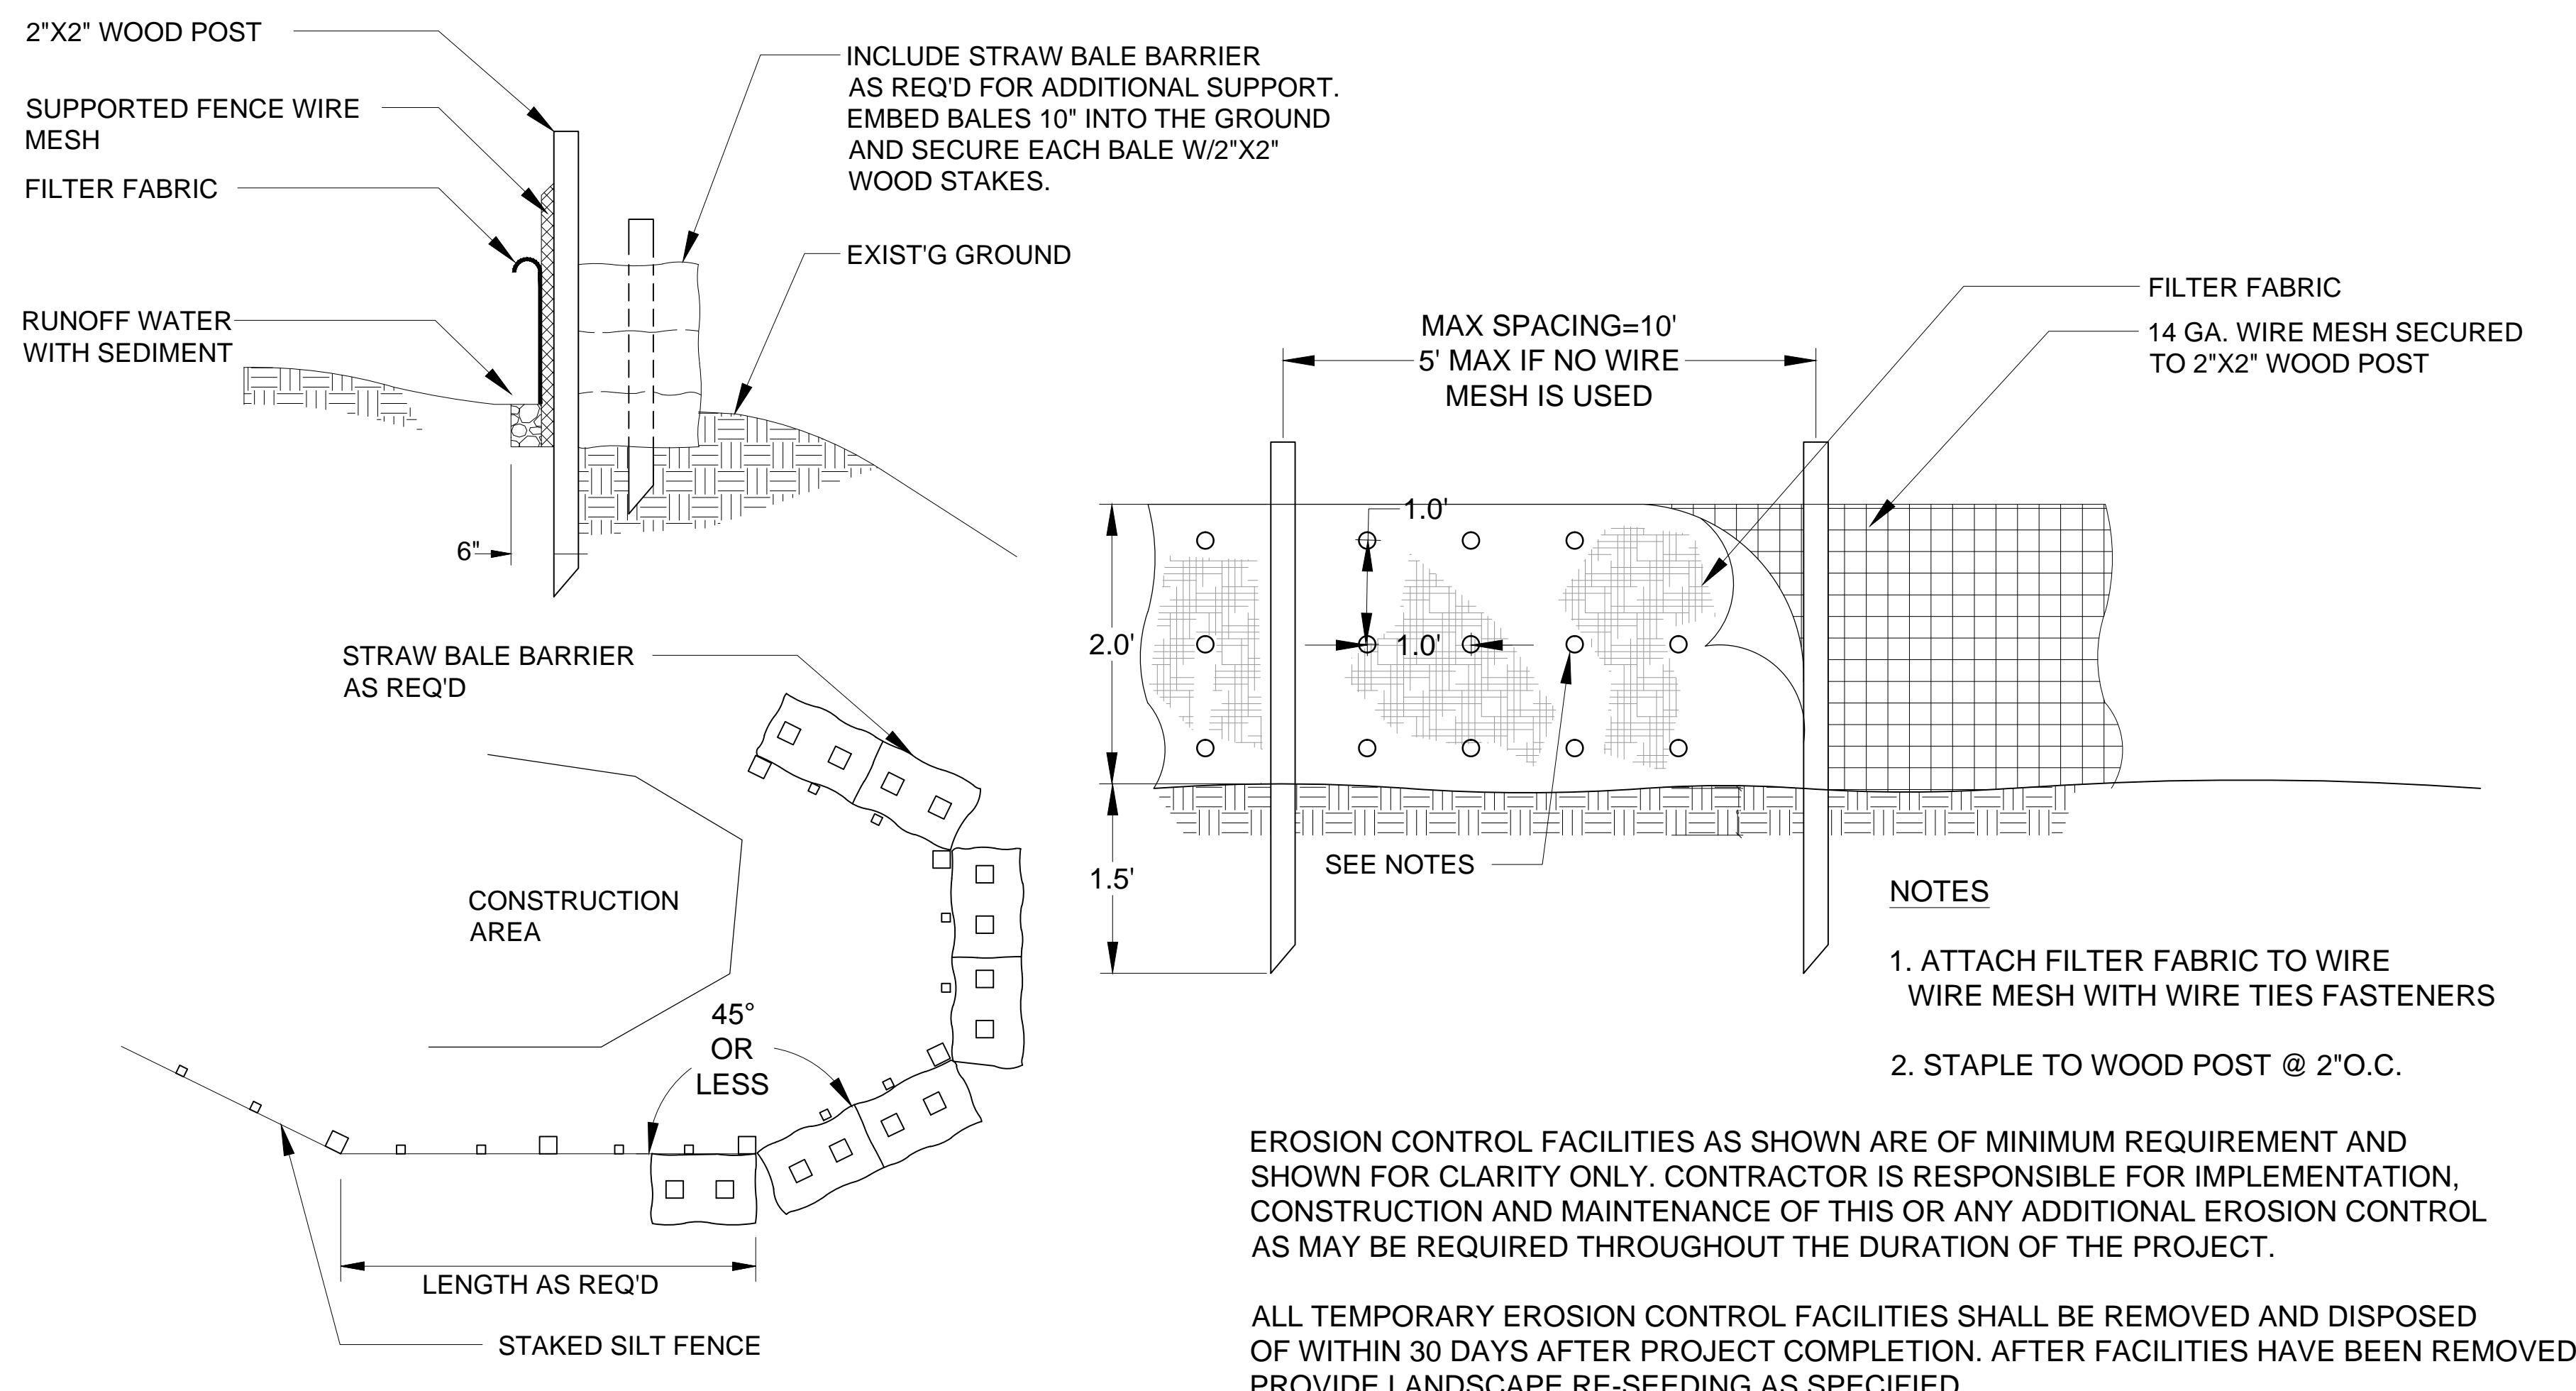 2"X2" WOOD POST
SUPPORTED FENCE WIRE
MESH
FILTER FABRIC
RUNOFF WATER
WITH SEDIMENT
INCLUDE STRAW BALE BARRIER
AS REQ'D FOR ADDITIONAL SUPPORT.
EMBED BALES 10" INTO THE GROUND
AND SECURE EACH BALE W/2"X2"
WOOD STAKES.
EXIST'G GROUND
6"
STRAW BALE BARRIER
AS REQ'D
CONSTRUCTION
AREA
45°
OR
LESS
LENGTH AS REQ'D
STAKED SILT FENCE
MAX SPACING=10'
5' MAX IF NO WIRE
MESH IS USED
FILTER FABRIC
14 GA. WIRE MESH SECURED
TO 2"X2" WOOD POST
1.0'
1.0'
2.0'
1.5'
SEE NOTES
NOTES
1. ATTACH FILTER FABRIC TO WIRE
WIRE MESH WITH WIRE TIES FASTENERS
2. STAPLE TO WOOD POST @ 2"O.C.
EROSION CONTROL FACILITIES AS SHOWN ARE OF MINIMUM REQUIREMENT AND
SHOWN FOR CLARITY ONLY. CONTRACTOR IS RESPONSIBLE FOR IMPLEMENTATION,
CONSTRUCTION AND MAINTENANCE OF THIS OR ANY ADDITIONAL EROSION CONTROL
AS MAY BE REQUIRED THROUGHOUT THE DURATION OF THE PROJECT.
ALL TEMPORARY EROSION CONTROL FACILITIES SHALL BE REMOVED AND DISPOSED
OF WITHIN 30 DAYS AFTER PROJECT COMPLETION. AFTER FACILITIES HAVE BEEN REMOVED
PROVIDE LANDSCAPE RE-SEEDING AS SPECIFIED